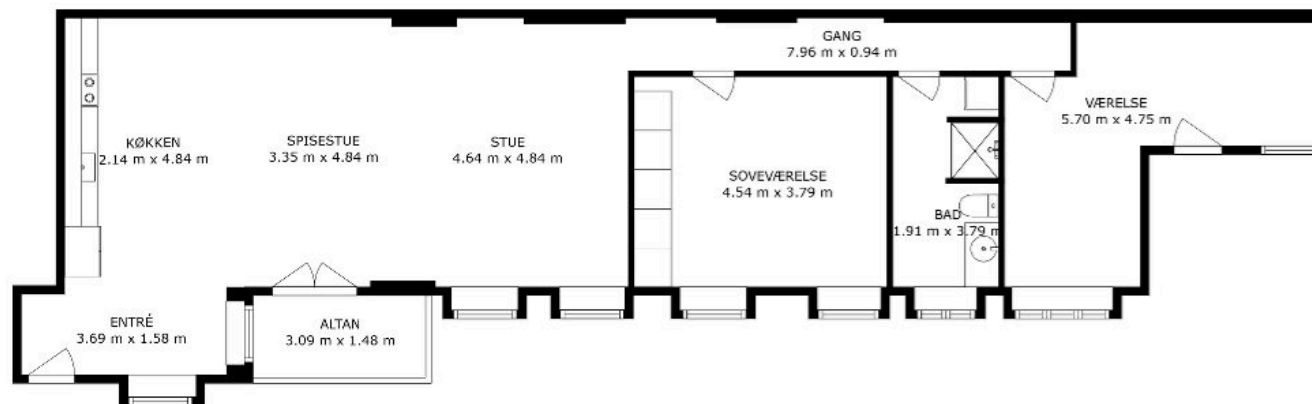 GANG
7.96 m x 0.94 m
VÆRELSE
5.70 m x 4.75 m
KØKKEN
2.14 m x 4.84 m
SPISESTUE
3.35 m x 4.84 m
STUE
4.64 m x 4.84 m
SOVEVÆRELSE
4.54 m x 3.79 m
BAD
1.91 m x 3.79 m
ENTRÉ
3.69 m x 1.58 m
ALTAN
3.09 m x 1.48 m